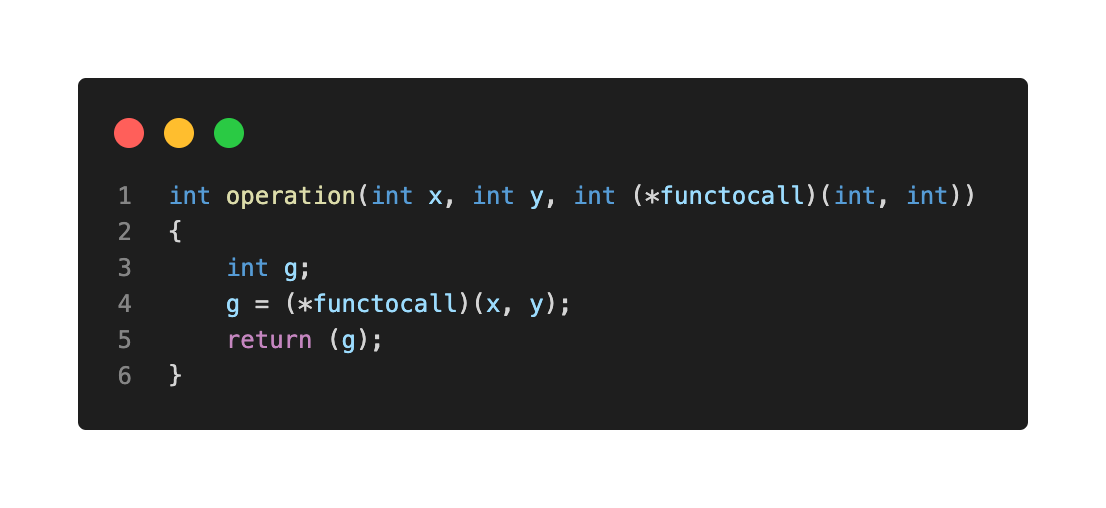 1 int operation(int x, int y, int (*functocall)(int, int))
2 {
3     int g;
4     g = (*functocall)(x, y);
5     return (g);
6 }